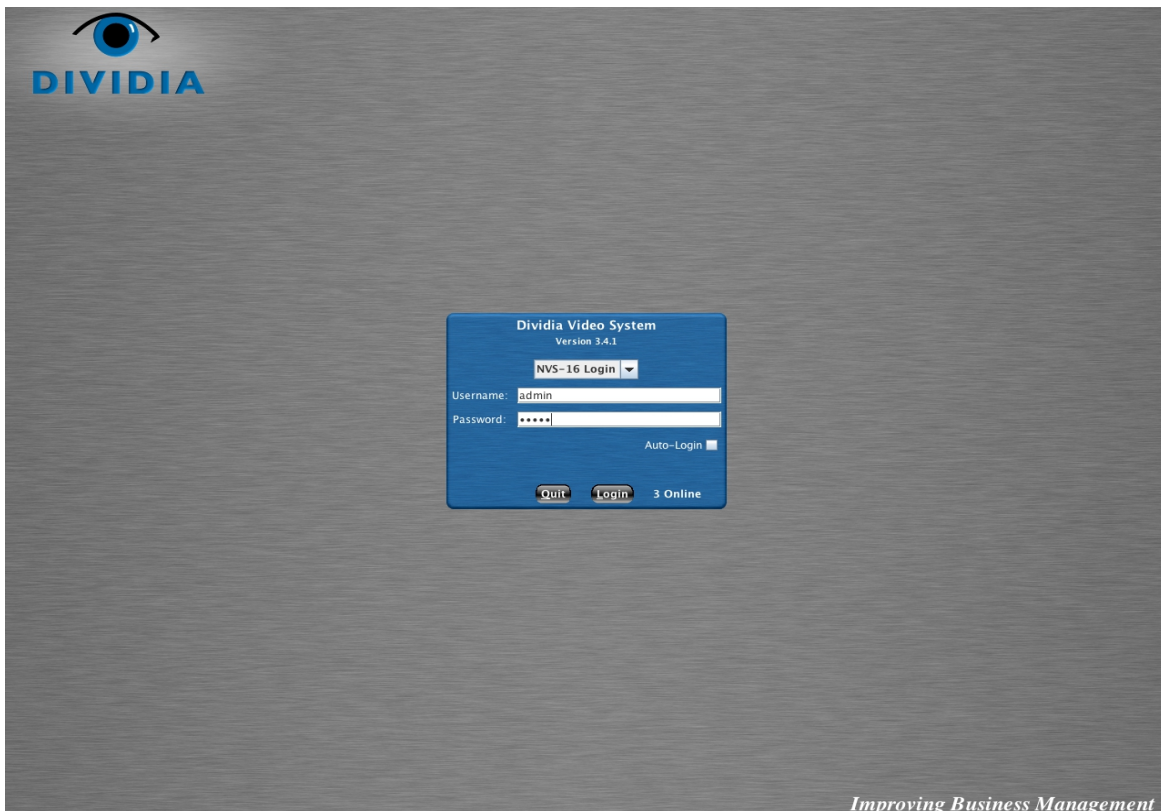 DIVIDIA
Dividia Video System
Version 3.4.1
NVS-16 Login
Username: admin
Password: •••••
Auto-Login
Quit Login 3 Online
Improving Business Management